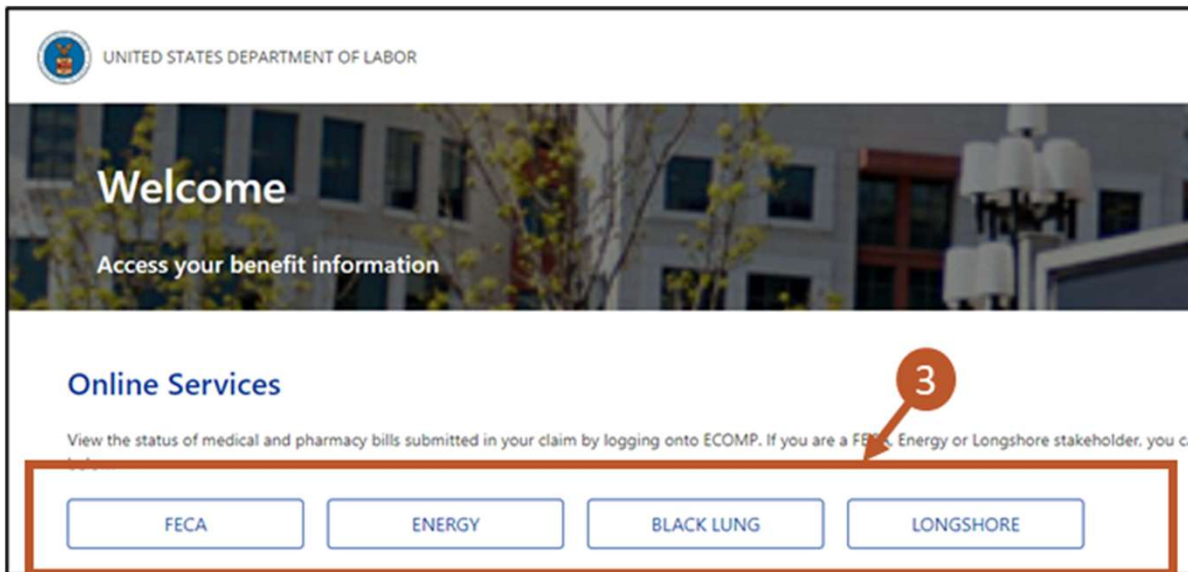 UNITED STATES DEPARTMENT OF LABOR
Welcome
Access your benefit information
Online Services
3
View the status of medical and pharmacy bills submitted in your claim by logging onto ECOMP. If you are a Energy or Longshore stakeholder, you
FECA
ENERGY
BLACK LUNG
LONGSHORE